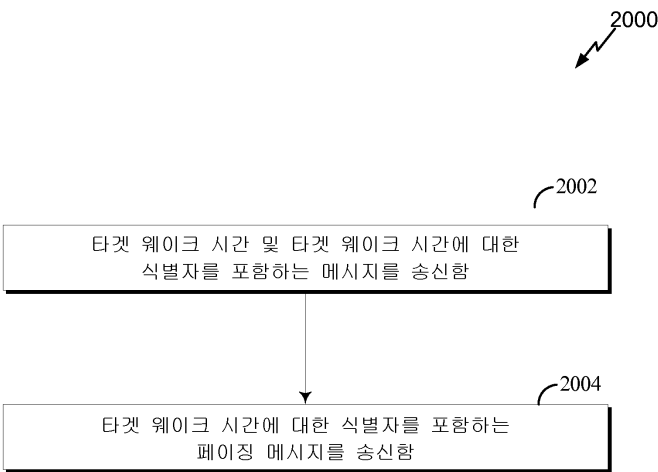 2000
2002
타겟 웨이크 시간 및 타겟 웨이크 시간에 대한
식별자를 포함하는 메시지를 송신함
2004
타겟 웨이크 시간에 대한 식별자를 포함하는
페이징 메시지를 송신함